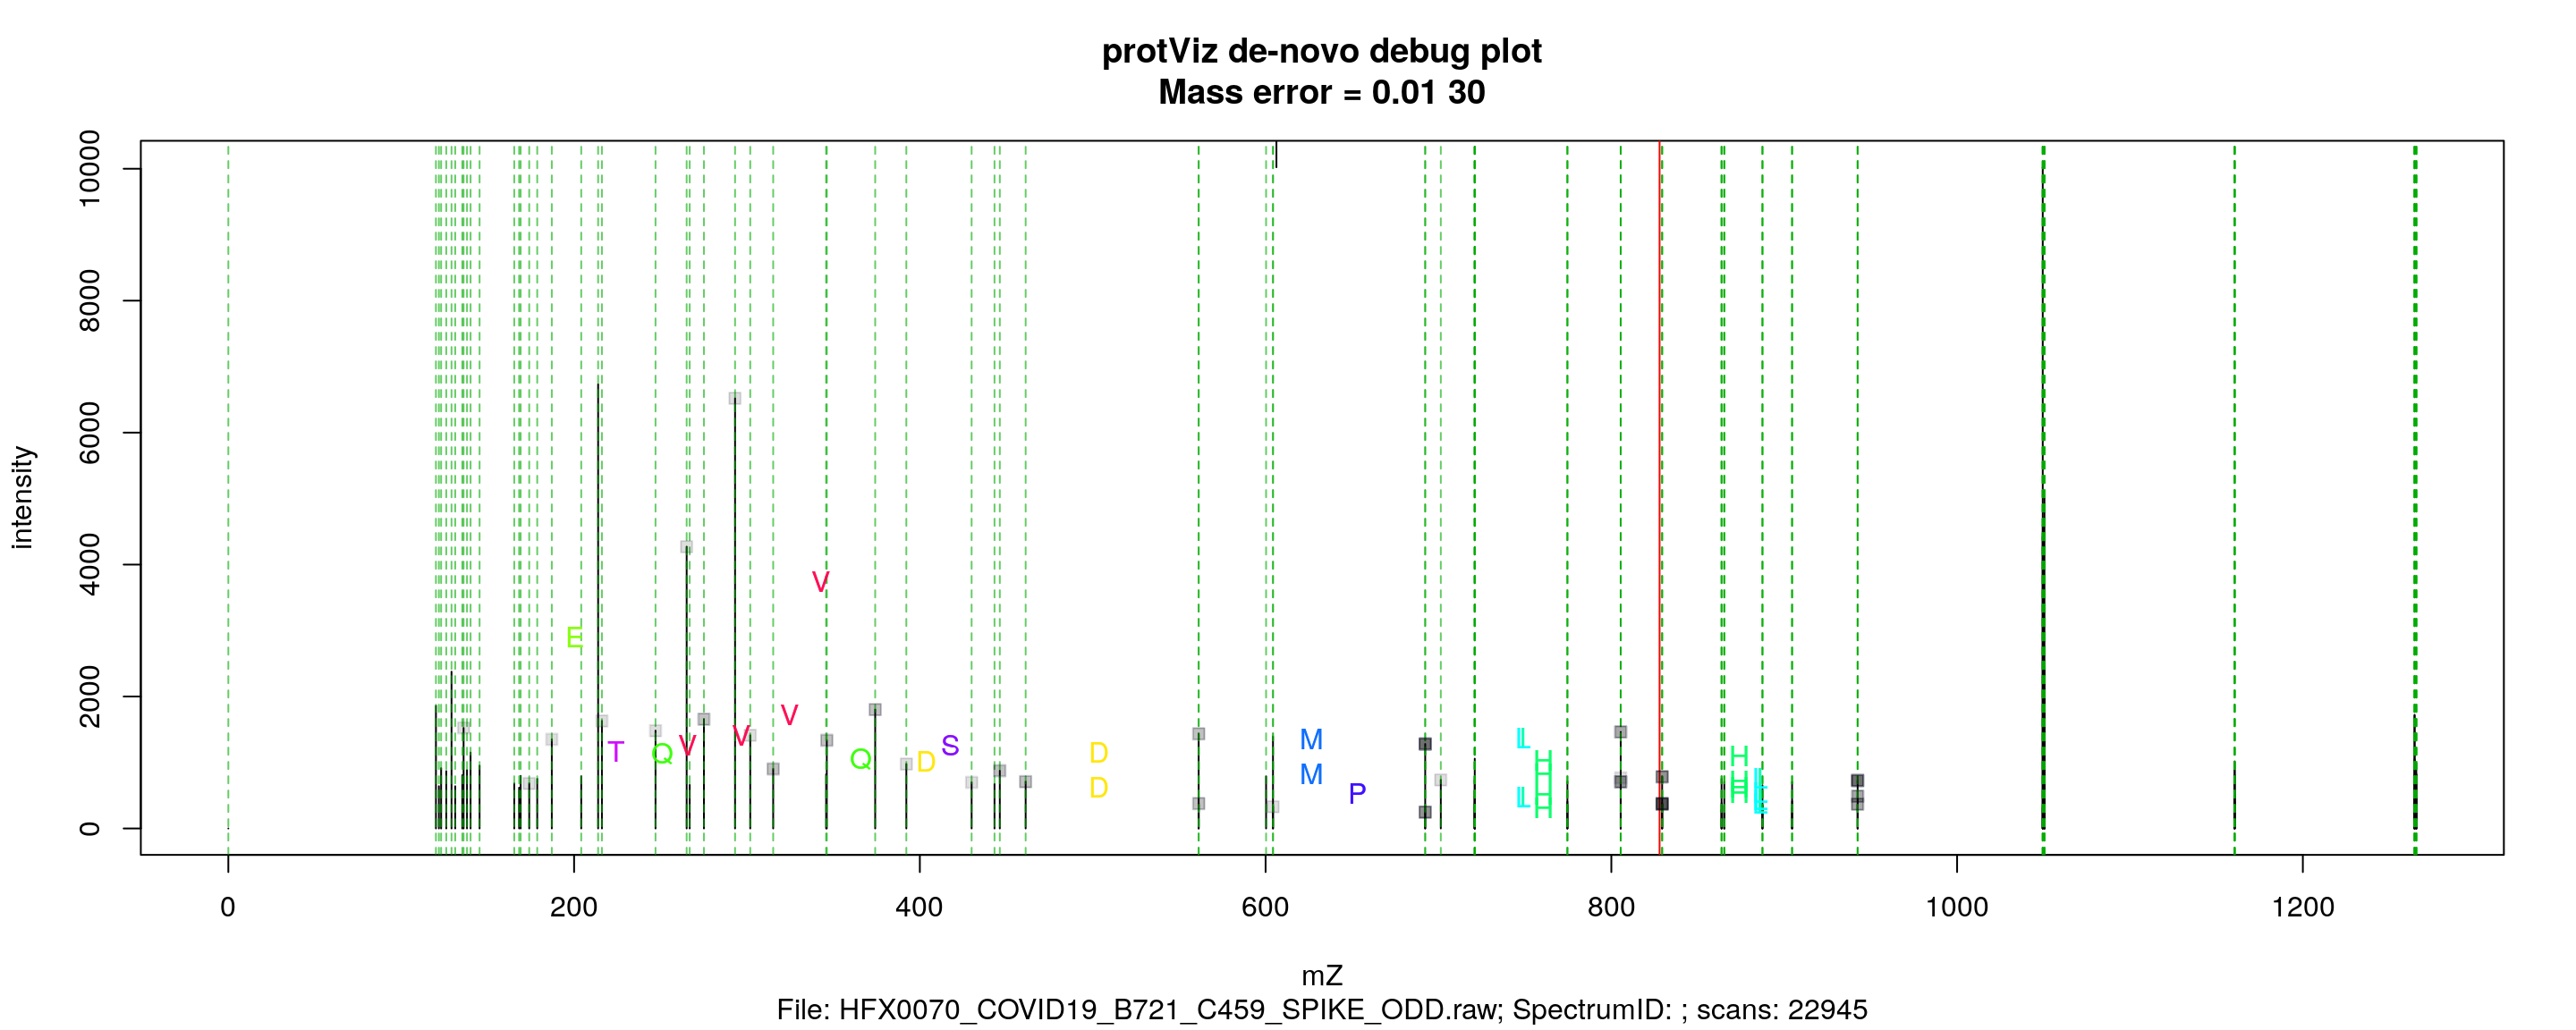 protViz de-novo debug plot
Mass error = 0.01 30
intensity
10000
8000
6000
4000
2000
0
V
E
V
T Q V V Q D S D M L H H
D M P L H H L
0 200 400 600 800 1000 1200
mZ
File: HFX0070_COVID19_B721_C459_SPIKE_ODD.raw; SpectrumID: ; scans: 22945